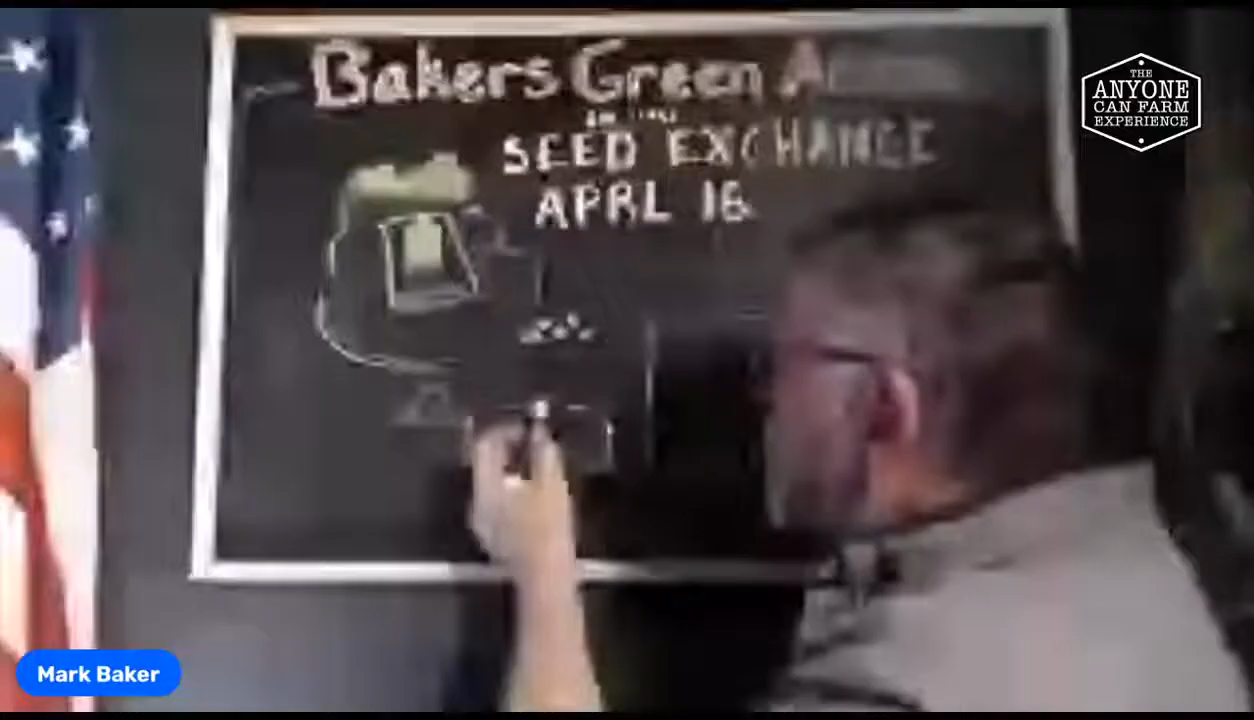 Bakers Green
SEED EXCHANGE
APRL 16
THE
ANYONE
CAN FARM
EXPERIENCE
Mark Baker